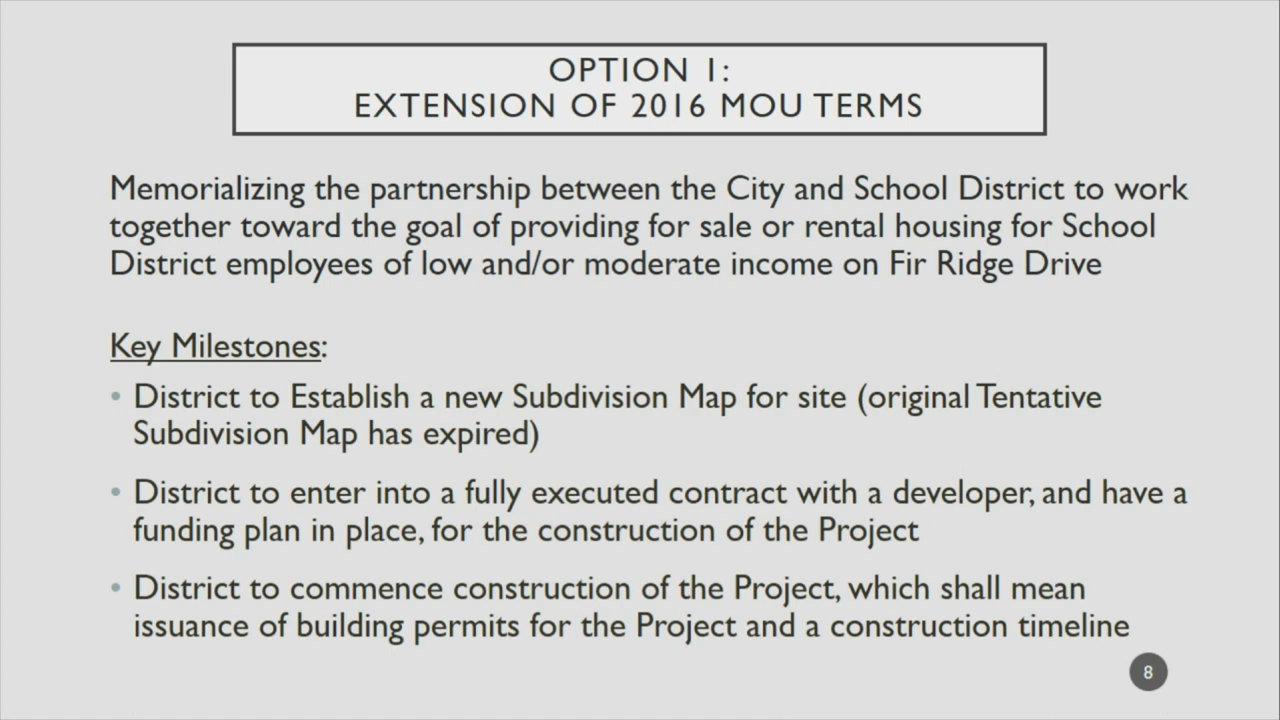 OPTION 1:
EXTENSION OF 2016 MOU TERMS
Memorializing the partnership between the City and School District to work
together toward the goal of providing for sale or rental housing for School
District employees of low and/or moderate income on Fir Ridge Drive
Key Milestones:
• District to Establish a new Subdivision Map for site (original Tentative
Subdivision Map has expired)
• District to enter into a fully executed contract with a developer, and have a
funding plan in place, for the construction of the Project
• District to commence construction of the Project, which shall mean
issuance of building permits for the Project and a construction timeline
8